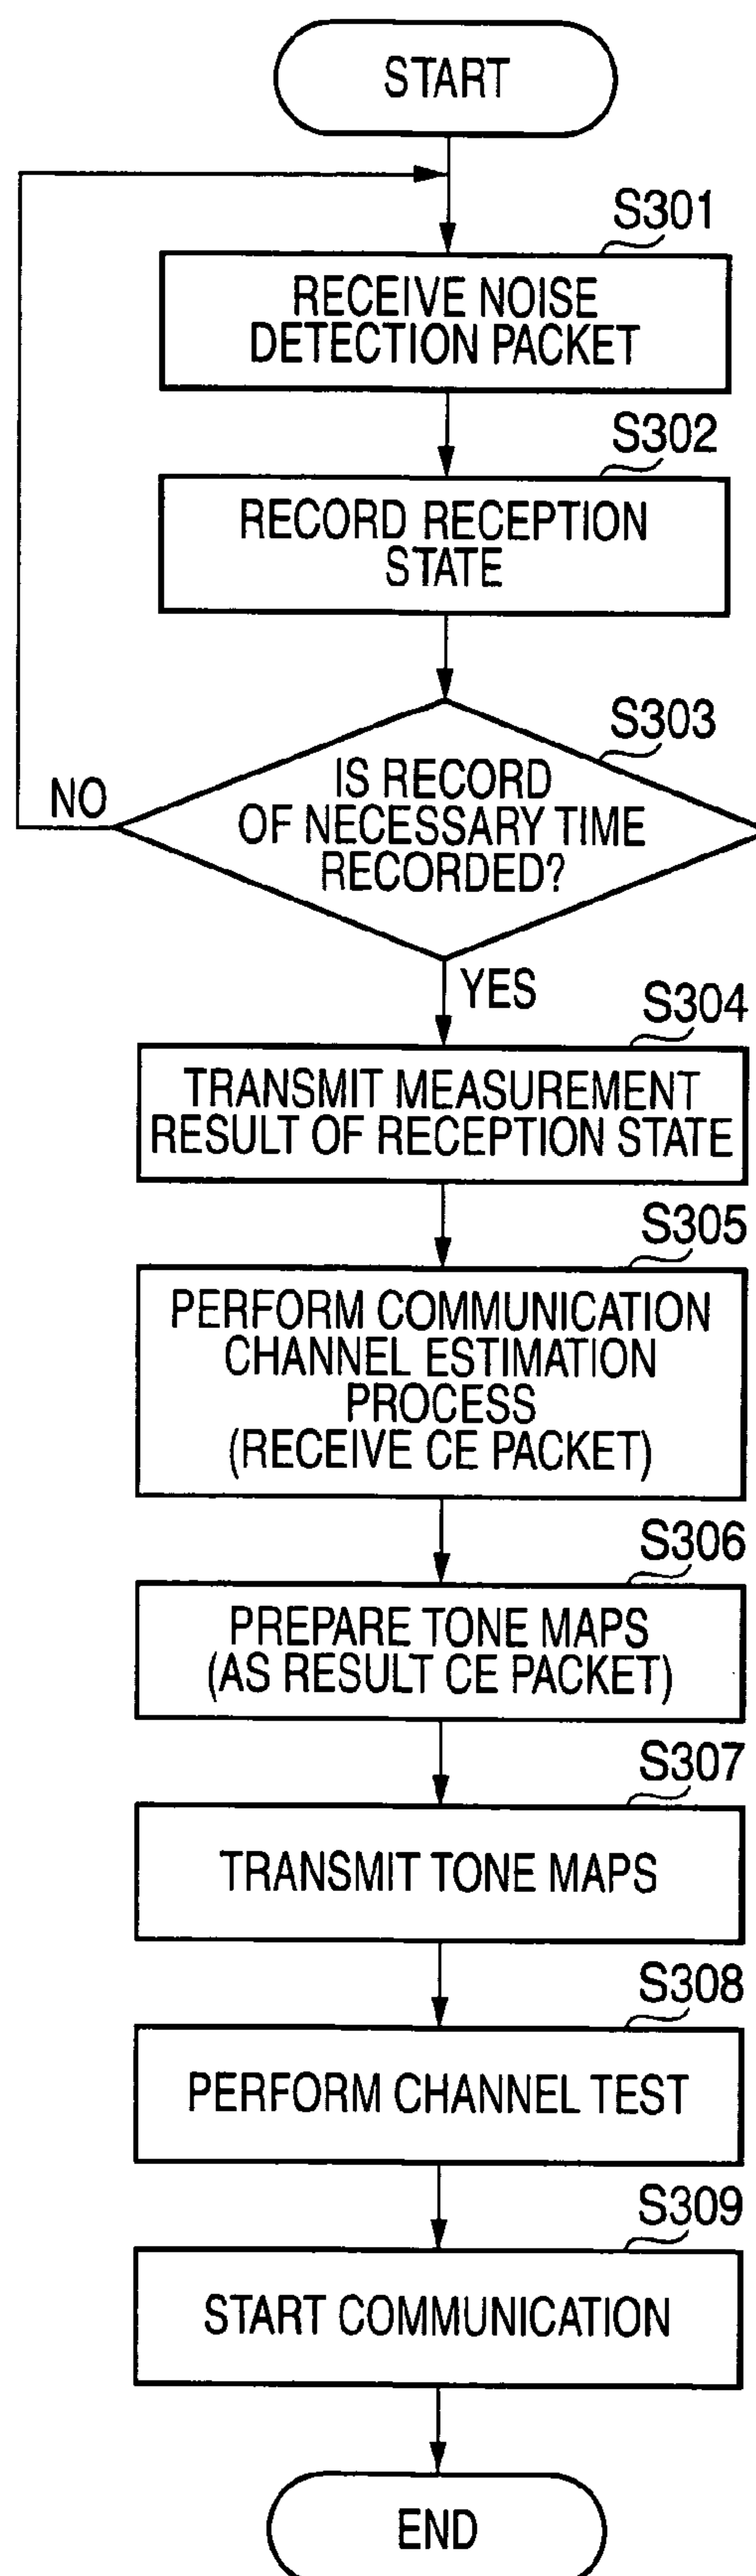 START
S301
RECEIVE NOISE
DETECTION PACKET
S302
RECORD RECEPTION
STATE
S303
IS RECORD
OF NECESSARY TIME
RECORDED?
NO
YES
S304
TRANSMIT MEASUREMENT
RESULT OF RECEPTION STATE
S305
PERFORM COMMUNICATION
CHANNEL ESTIMATION
PROCESS
(RECEIVE CE PACKET)
S306
PREPARE TONE MAPS
(AS RESULT CE PACKET)
S307
TRANSMIT TONE MAPS
S308
PERFORM CHANNEL TEST
S309
START COMMUNICATION
END